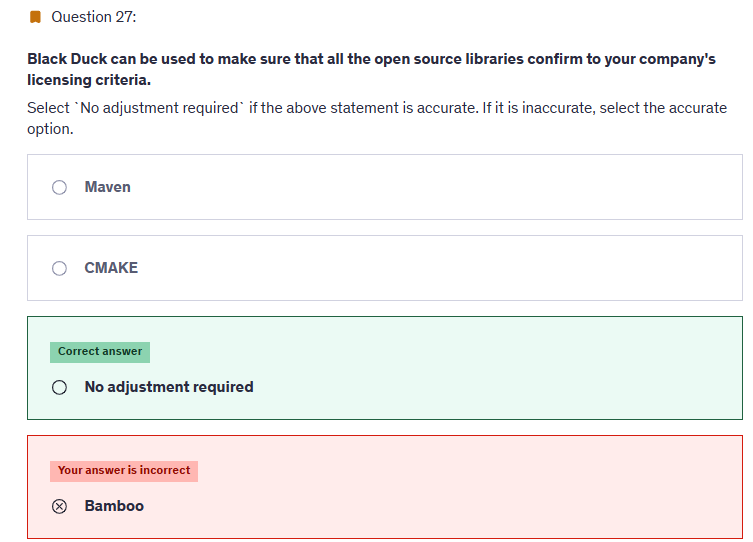 Question 27:
Black Duck can be used to make sure that all the open source libraries confirm to your company's
licensing criteria.
Select `No adjustment required` if the above statement is accurate. If it is inaccurate, select the accurate
option.
Maven
CMAKE
Correct answer
No adjustment required
Your answer is incorrect
Bamboo